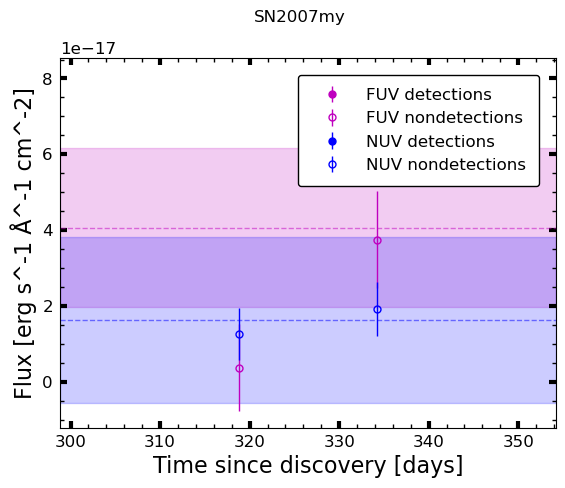 SN2007my
1e−17
8
6
4
2
0
Flux [erg s^-1 Å^-1 cm^-2]
FUV detections
FUV nondetections
NUV detections
NUV nondetections
300 310 320 330 340 350
Time since discovery [days]